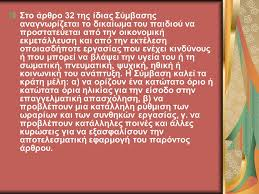 Στο άρθρο 32 της ίδιας Σύμβασης
αναγνωρίζεται το δικαίωμα του παιδιού να
προστατεύεται από την οικονομική
εκμετάλλευση και από την εκτέλεση
οποιασδήποτε εργασίας που ενέχει κινδύνους
ή που μπορεί να βλάψει την υγεία του ή τη
σωματική, πνευματική, ψυχική, ηθική ή
κοινωνική του ανάπτυξη. Η Σύμβαση καλεί τα
κράτη μέλη: α) να ορίζουν ένα κατώτατο όριο ή
κατώτατα όρια ηλικίας για την είσοδο στην
επαγγελματική απασχόληση, β) να
προβλέπουν μια κατάλληλη ρύθμιση των
ωραρίων και των συνθηκών εργασίας, γ. να
προβλέπουν κατάλληλες ποινές και άλλες
κυρώσεις για να εξασφαλίσουν την
αποτελεσματική εφαρμογή του παρόντος
άρθρου.